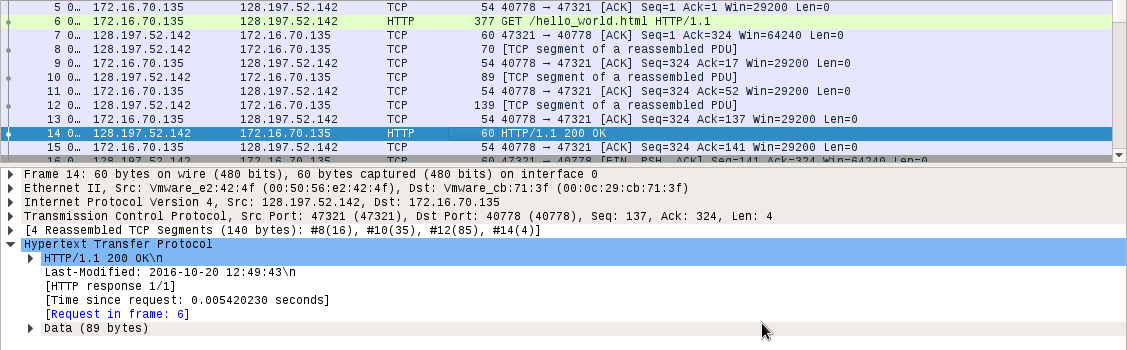 5 0… 172.16.70.135 128.197.52.142 TCP 54 40778 → 47321 [ACK] Seq=1 Ack=1 Win=29200 Len=0
6 0… 172.16.70.135 128.197.52.142 HTTP 377 GET /hello_world.html HTTP/1.1
7 0… 128.197.52.142 172.16.70.135 TCP 60 47321 → 40778 [ACK] Seq=1 Ack=324 Win=64240 Len=0
8 0… 128.197.52.142 172.16.70.135 TCP 70 [TCP segment of a reassembled PDU]
9 0… 172.16.70.135 128.197.52.142 TCP 54 40778 → 47321 [ACK] Seq=324 Ack=17 Win=29200 Len=0
10 0… 128.197.52.142 172.16.70.135 TCP 89 [TCP segment of a reassembled PDU]
11 0… 172.16.70.135 128.197.52.142 TCP 54 40778 → 47321 [ACK] Seq=324 Ack=52 Win=29200 Len=0
12 0… 128.197.52.142 172.16.70.135 TCP 139 [TCP segment of a reassembled PDU]
13 0… 172.16.70.135 128.197.52.142 TCP 54 40778 → 47321 [ACK] Seq=324 Ack=137 Win=29200 Len=0
14 0… 128.197.52.142 172.16.70.135 HTTP 60 HTTP/1.1 200 OK
15 0… 172.16.70.135 128.197.52.142 TCP 54 40778 → 47321 [ACK] Seq=324 Ack=141 Win=29200 Len=0
16 0… 128.197.52.142 172.16.70.135 TCP 60 47321 → 40778 [FIN, PSH, ACK] Seq=141 Ack=324 Win=64240 Len=0
Frame 14: 60 bytes on wire (480 bits), 60 bytes captured (480 bits) on interface 0
Ethernet II, Src: Vmware_e2:42:4f (00:50:56:e2:42:4f), Dst: Vmware_cb:71:3f (00:0c:29:cb:71:3f)
Internet Protocol Version 4, Src: 128.197.52.142, Dst: 172.16.70.135
Transmission Control Protocol, Src Port: 47321 (47321), Dst Port: 40778 (40778), Seq: 137, Ack: 324, Len: 4
[4 Reassembled TCP Segments (140 bytes): #8(16), #10(35), #12(85), #14(4)]
Hypertext Transfer Protocol
HTTP/1.1 200 OK\n
Last-Modified: 2016-10-20 12:49:43\n
[HTTP response 1/1]
[Time since request: 0.005420230 seconds]
[Request in frame: 6]
Data (89 bytes)